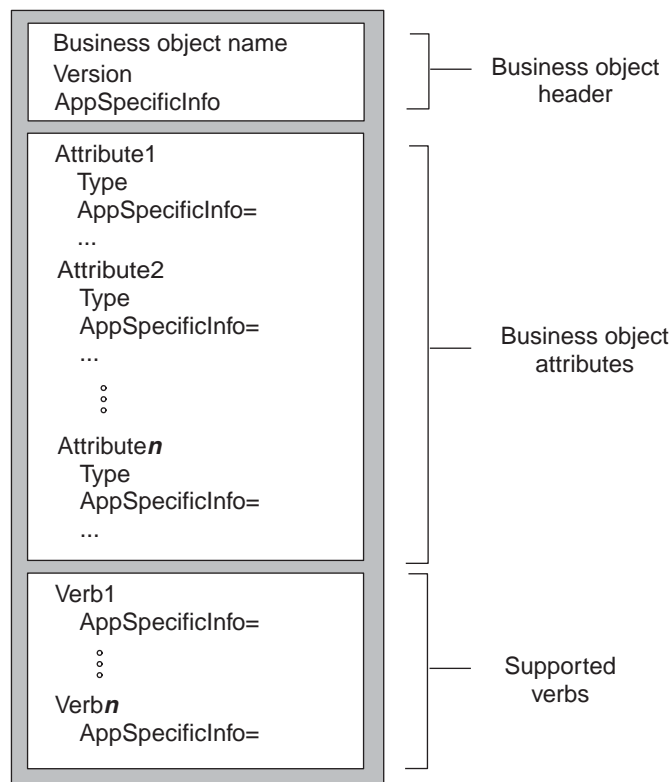 Business object name
Version
AppSpecificInfo
Business object
header
Attribute1
Type
AppSpecificInfo=
...
Attribute2
Type
AppSpecificInfo=
...
Attributen
Type
AppSpecificInfo=
...
Business object
attributes
Verb1
AppSpecificInfo=
Verbn
AppSpecificInfo=
Supported
verbs